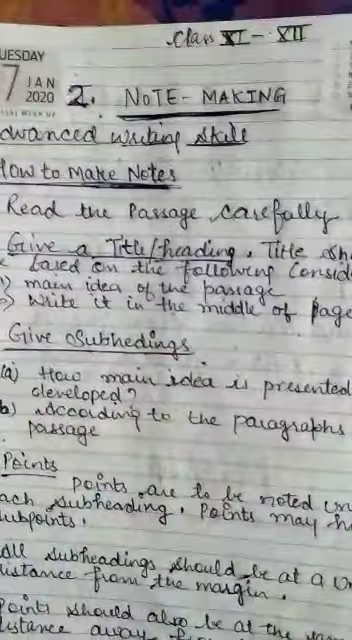 Class XI - XII
UESDAY
7 JAN
2020
2. NOTE-MAKING
dwanced writing skill
How to Make Notes
Read the Passage carefully
Give a Title/heading. Title sh
based on the following Consid
main idea of the passage
write it in the middle of page
Give Subhedings
(a) How main idea is presented
developed?
b) According to the paragraphs
passage
Points
points are to be noted un
ach subheading. Points may h
ubpoints.
All subheadings should be at a
distance from the margin.
points should also be at the
distance away